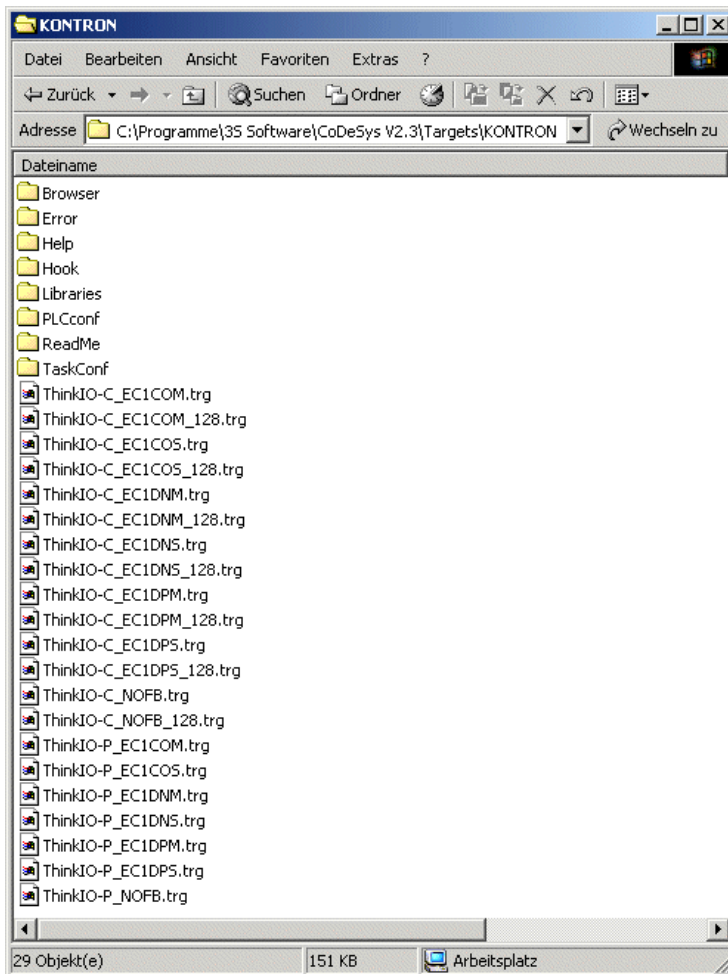 KONTRON
Datei Bearbeiten Ansicht Favoriten Extras ?
Zurück Suchen Ordner
Adresse C:\Programme\3S Software\CoDeSys V2.3\Targets\KONTRON Wechseln zu
Dateiname
Browser
Error
Help
Hook
Libraries
PLCconf
ReadMe
TaskConf
ThinkIO-C_EC1COM.trg
ThinkIO-C_EC1COM_128.trg
ThinkIO-C_EC1COS.trg
ThinkIO-C_EC1COS_128.trg
ThinkIO-C_EC1DNM.trg
ThinkIO-C_EC1DNM_128.trg
ThinkIO-C_EC1DNS.trg
ThinkIO-C_EC1DNS_128.trg
ThinkIO-C_EC1DPM.trg
ThinkIO-C_EC1DPM_128.trg
ThinkIO-C_EC1DPS.trg
ThinkIO-C_EC1DPS_128.trg
ThinkIO-C_NOFB.trg
ThinkIO-C_NOFB_128.trg
ThinkIO-P_EC1COM.trg
ThinkIO-P_EC1COS.trg
ThinkIO-P_EC1DNM.trg
ThinkIO-P_EC1DNS.trg
ThinkIO-P_EC1DPM.trg
ThinkIO-P_EC1DPS.trg
ThinkIO-P_NOFB.trg
29 Objekt(e) 151 KB Arbeitsplatz